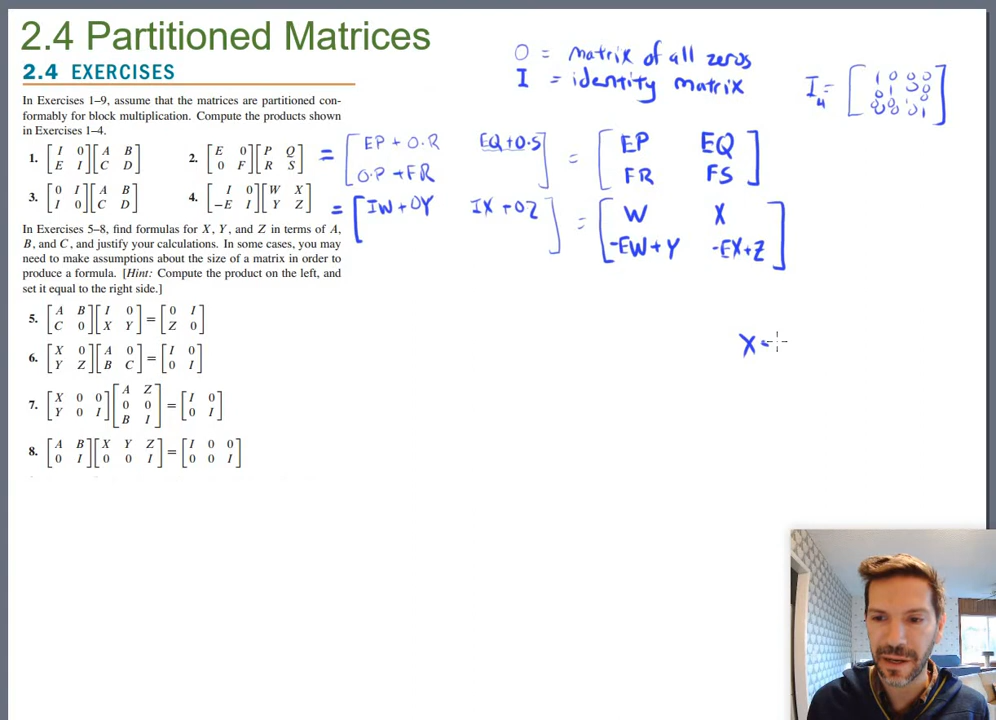 2.4 Partitioned Matrices
2.4 EXERCISES
In Exercises 1–9, assume that the matrices are partitioned con-
formably for block multiplication. Compute the products shown
in Exercises 1–4.
1. [I 0; E I][A B; C D]
2. [E 0; 0 F][P Q; R S]
3. [0 I; I 0][A B; C D]
4. [I 0; -E I][W X; Y Z]
In Exercises 5–8, find formulas for X, Y, and Z in terms of A,
B, and C, and justify your calculations. In some cases, you may
need to make assumptions about the size of a matrix in order to
produce a formula. [Hint: Compute the product on the left, and
set it equal to the right side.]
5. [A B; C 0][I 0; X Y] = [0 I; Z 0]
6. [X 0; Y Z][A 0; B C] = [I 0; 0 I]
7. [X 0 0; Y 0 I][A Z; 0 0; B I] = [I 0; 0 I]
8. [A B; 0 I][X Y Z; 0 0 I] = [I 0 0; 0 0 I]
O = matrix of all zeros
I = identity matrix
I4 = [1 0 0 0; 0 1 0 0; 0 0 1 0; 0 0 0 1]
= [EP + O·R EQ + O·S; O·P + FR] = [EP EQ; FR FS]
= [IW + OY IX + OZ] = [W X; -EW + Y -EX + Z]
X =